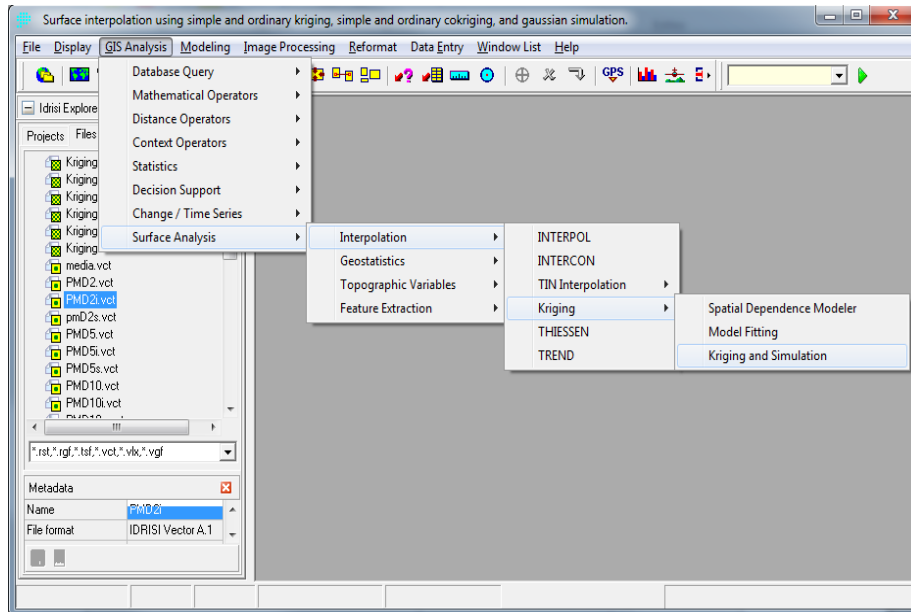 Surface interpolation using simple and ordinary kriging, simple and ordinary cokriging, and gaussian simulation.
File Display GIS Analysis Modeling Image Processing Reformat Data Entry Window List Help
GPS
Database Query
Mathematical Operators
Distance Operators
Context Operators
Statistics
Decision Support
Change / Time Series
Surface Analysis
Interpolation
Geostatistics
Topographic Variables
Feature Extraction
INTERPOL
INTERCON
TIN Interpolation
Kriging
THIESSEN
TREND
Spatial Dependence Modeler
Model Fitting
Kriging and Simulation
Idrisi Explore
Projects Files
Kriging
Kriging
Kriging
Kriging
Kriging
Kriging
media.vct
PMD2.vct
PMD2i.vct
pmD2s.vct
PMD5.vct
PMD5i.vct
PMD5s.vct
PMD10.vct
PMD10i.vct
*.rst,*.rgf,*.tsf,*.vct,*.vlx,*.vgf
Metadata
Name PMD2i
File format IDRISI Vector A.1